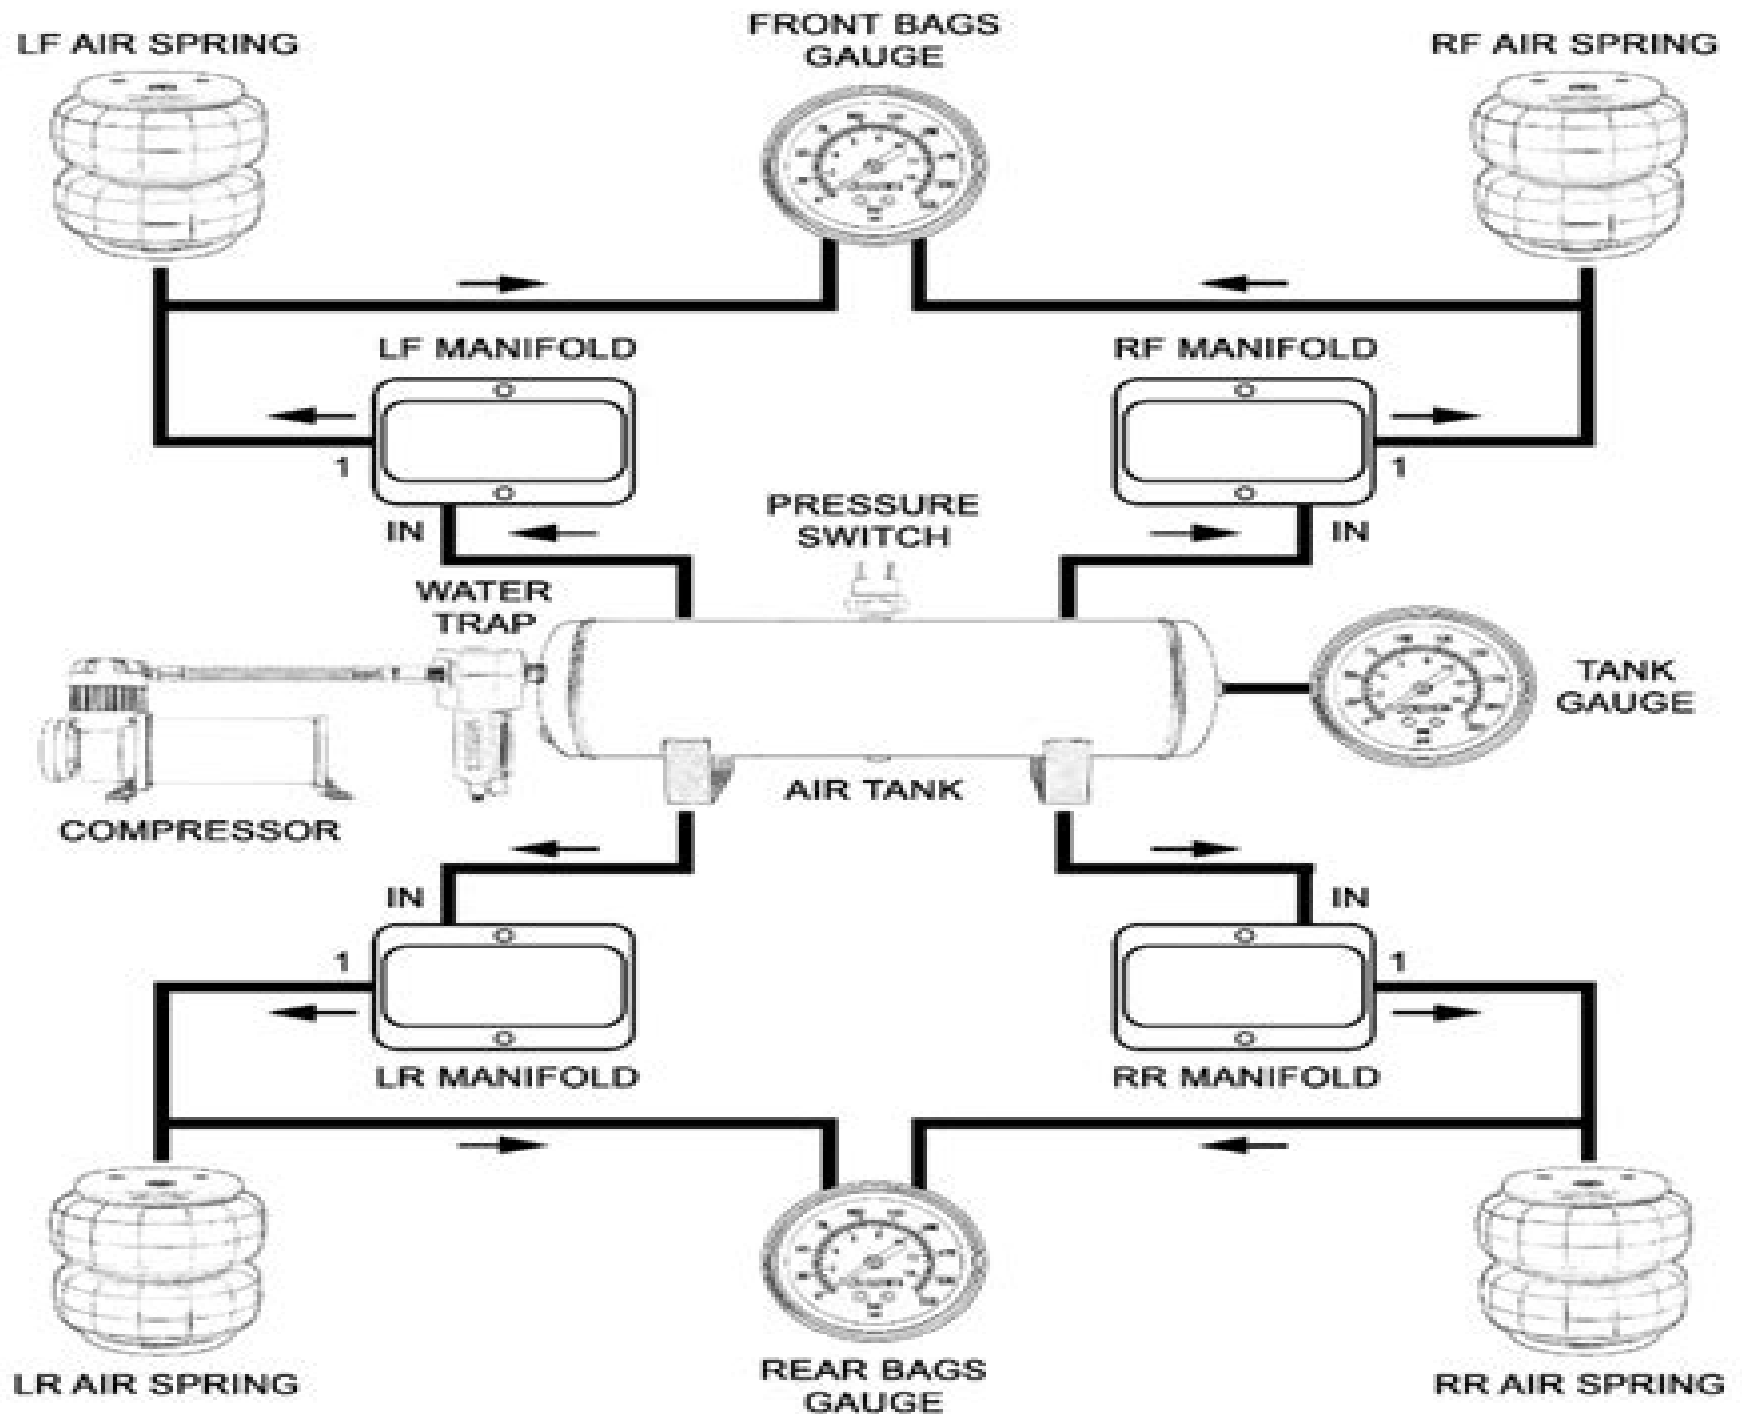 FRONT BAGS
GAUGE
LF AIR SPRING
RF AIR SPRING
LF MANIFOLD
RF MANIFOLD
1
1
IN
PRESSURE
SWITCH
IN
WATER
TRAP
TANK
GAUGE
AIR TANK
COMPRESSOR
IN
IN
1
1
LR MANIFOLD
RR MANIFOLD
REAR BAGS
GAUGE
LR AIR SPRING
RR AIR SPRING